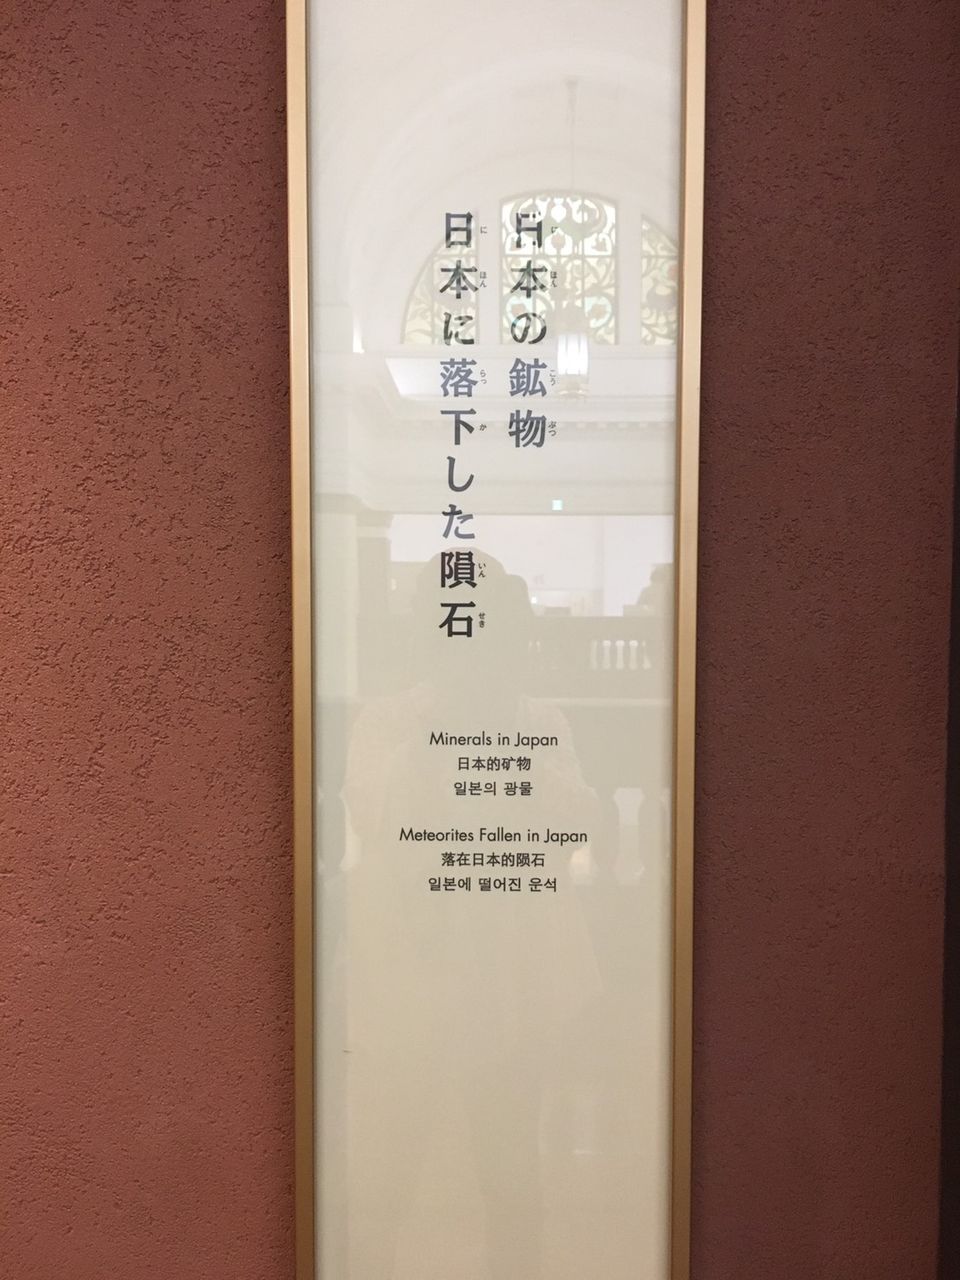 日本の鉱物
日本に落下した隕石
Minerals in Japan
日本的矿物
일본의 광물
Meteorites Fallen in Japan
落在日本的陨石
일본에 떨어진 운석